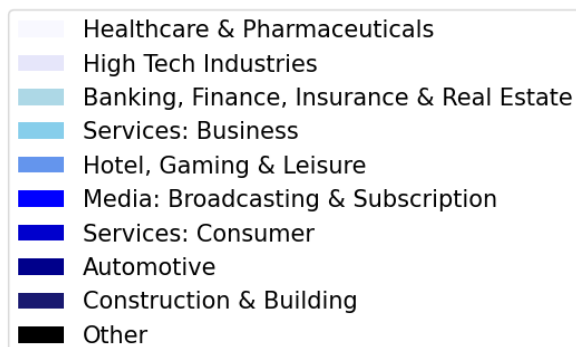 Healthcare & Pharmaceuticals
High Tech Industries
Banking, Finance, Insurance & Real Estate
Services: Business
Hotel, Gaming & Leisure
Media: Broadcasting & Subscription
Services: Consumer
Automotive
Construction & Building
Other